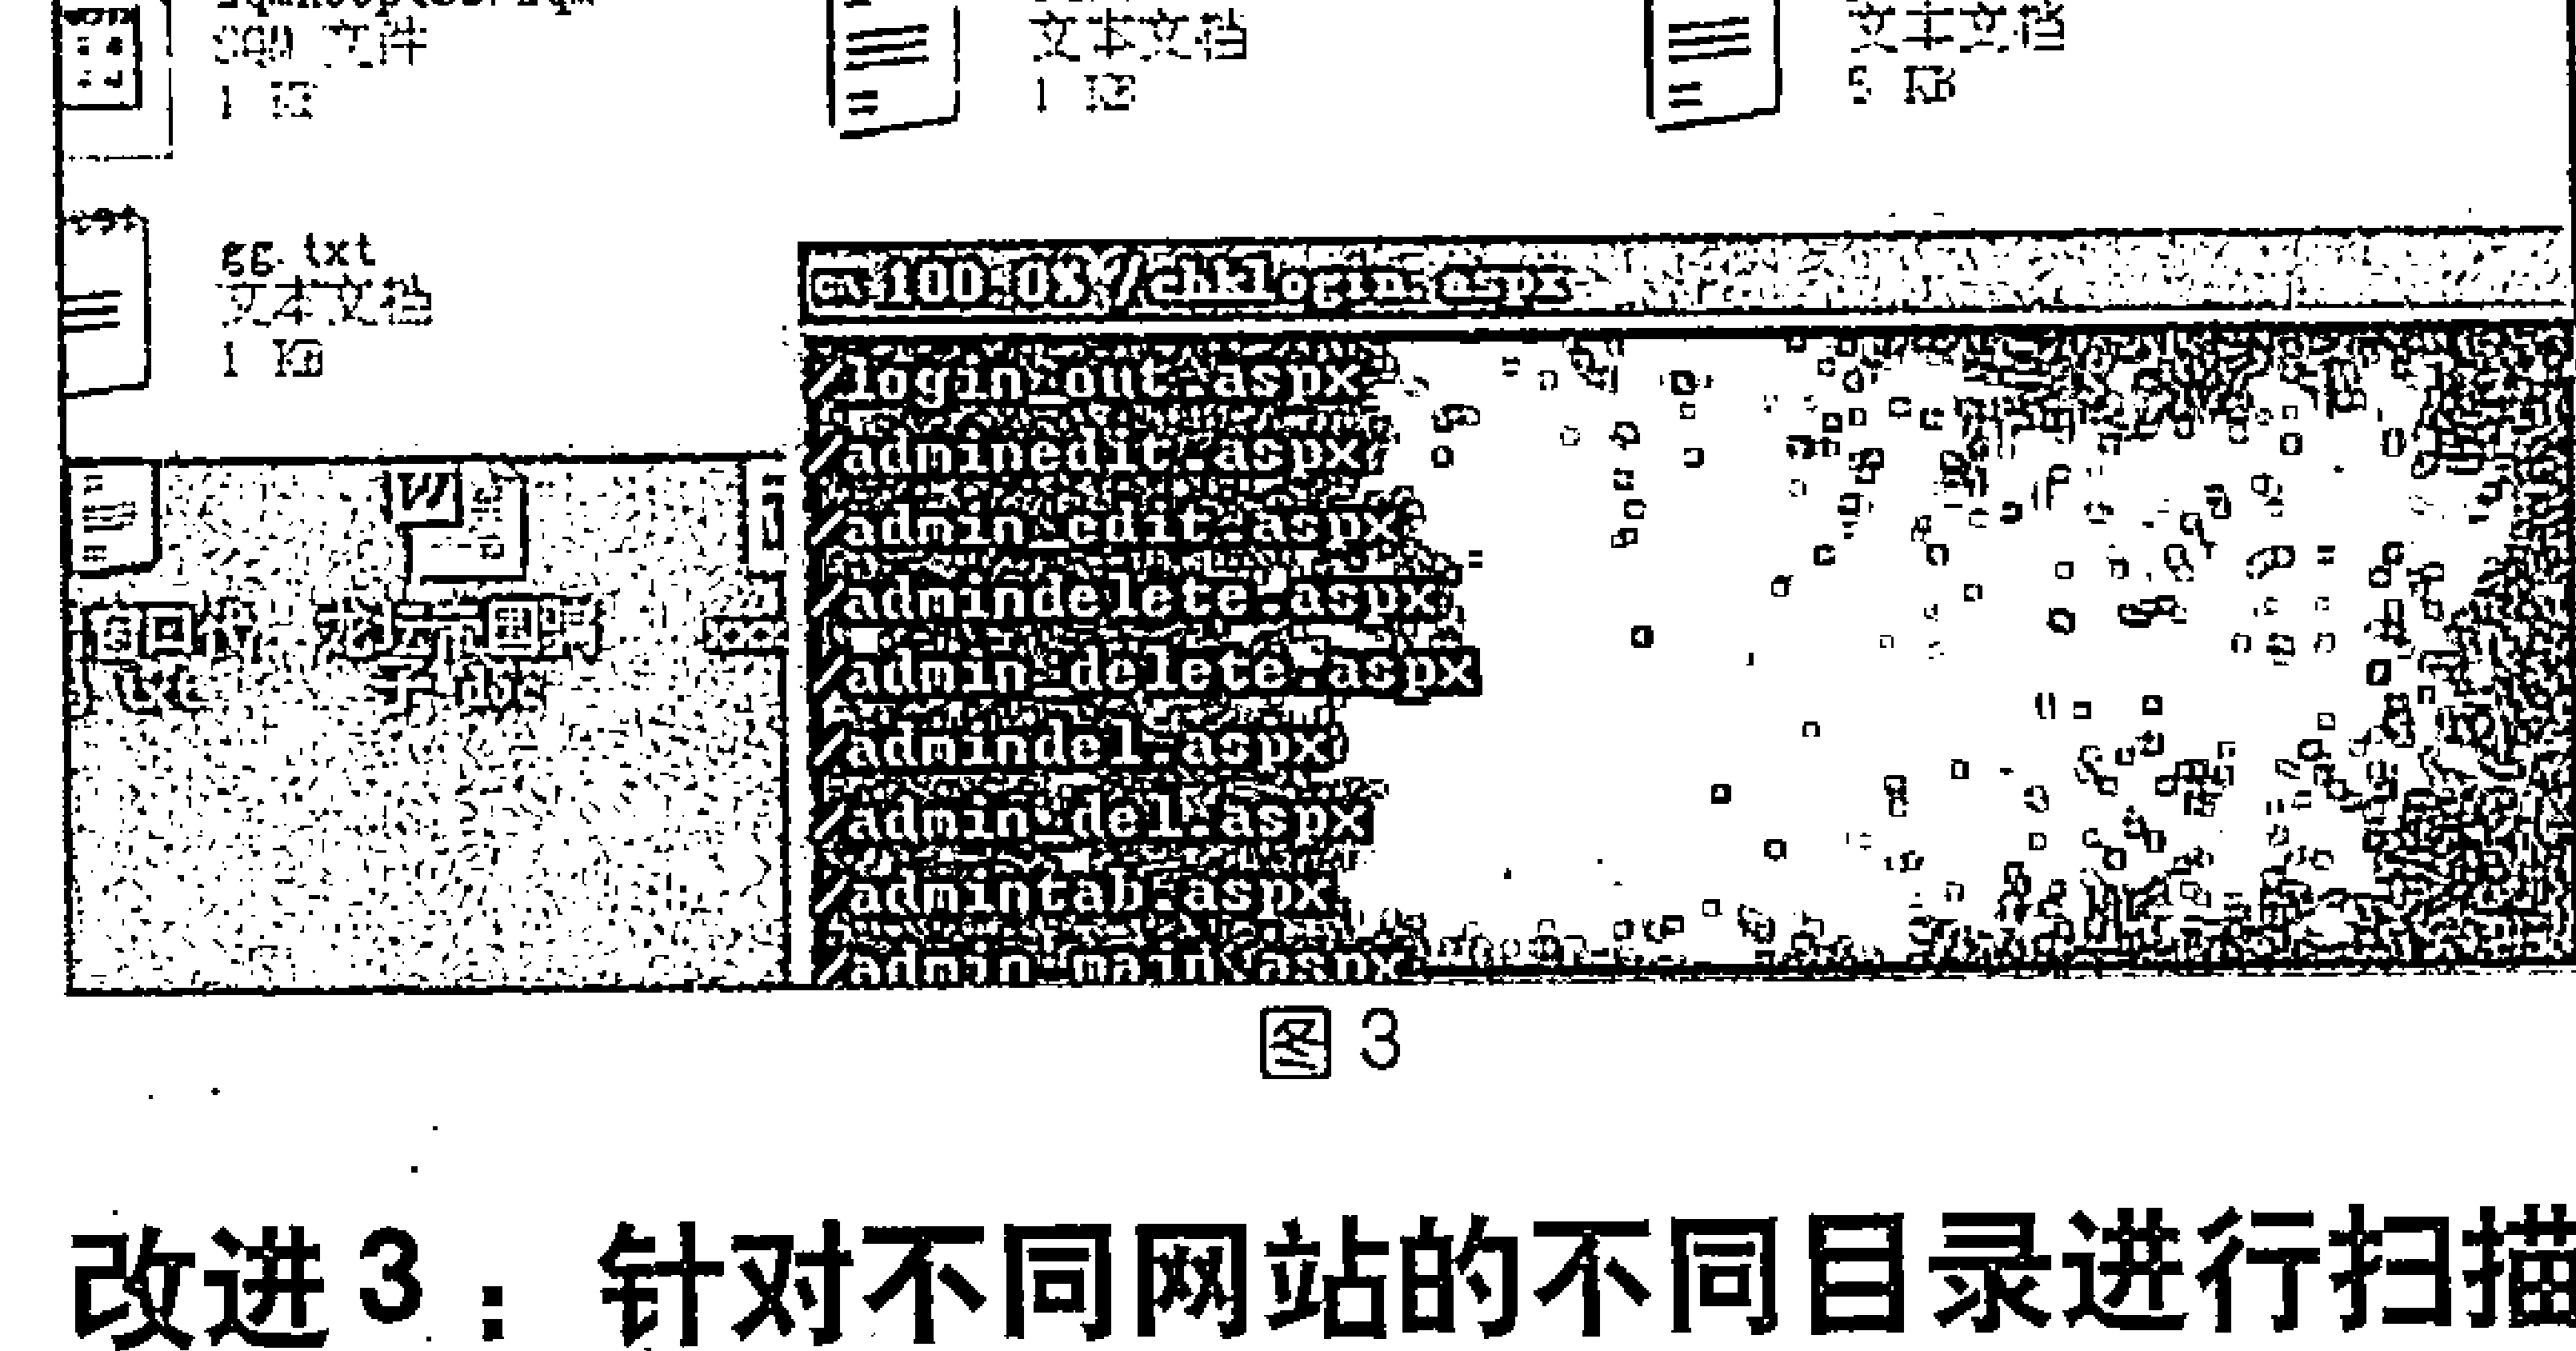 SQM 文件
1 KB
文本文档
1 KB
文本文档
5 KB
gg.txt
文本文档
1 KB
100.0% /chklogin.aspx
/login_out.aspx
/adminedit.aspx
/admin_edit.aspx
/admindelete.aspx
/admin_delete.aspx
/admindel.aspx
/admin_del.aspx
/admintab.aspx
/admin_main.aspx
图 3
改进3：针对不同网站的不同目录进行扫描